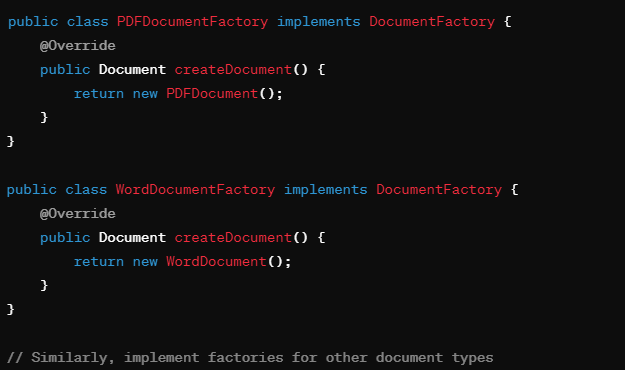 public class PDFDocumentFactory implements DocumentFactory {
    @Override
    public Document createDocument() {
        return new PDFDocument();
    }
}

public class WordDocumentFactory implements DocumentFactory {
    @Override
    public Document createDocument() {
        return new WordDocument();
    }
}

// Similarly, implement factories for other document types